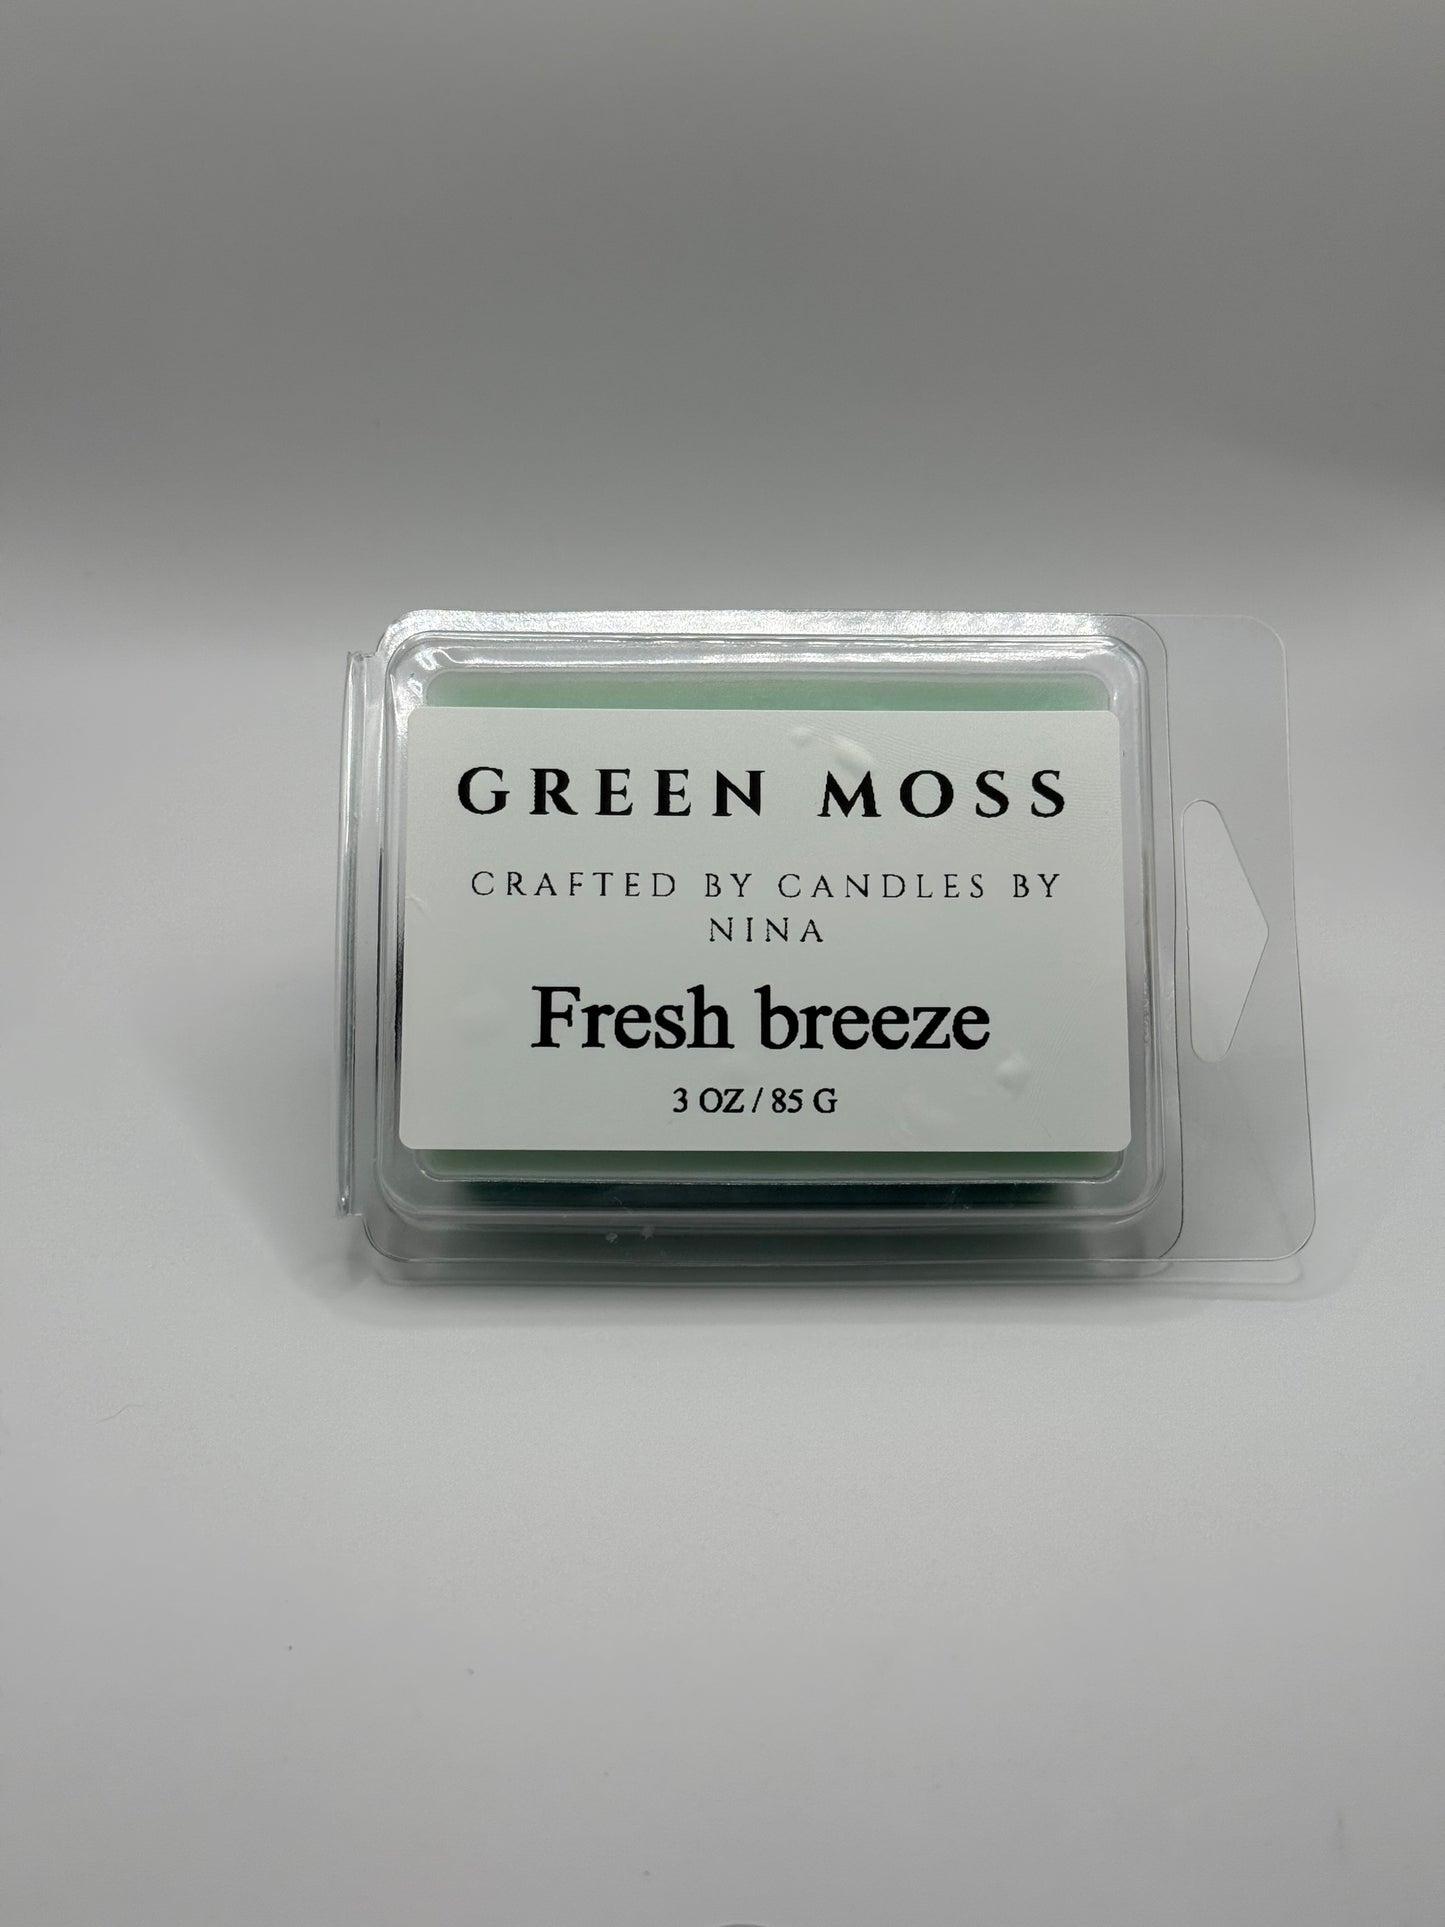 GREEN MOSS
CRAFTED BY CANDLES BY
NINA
Fresh breeze
3 OZ / 85 G